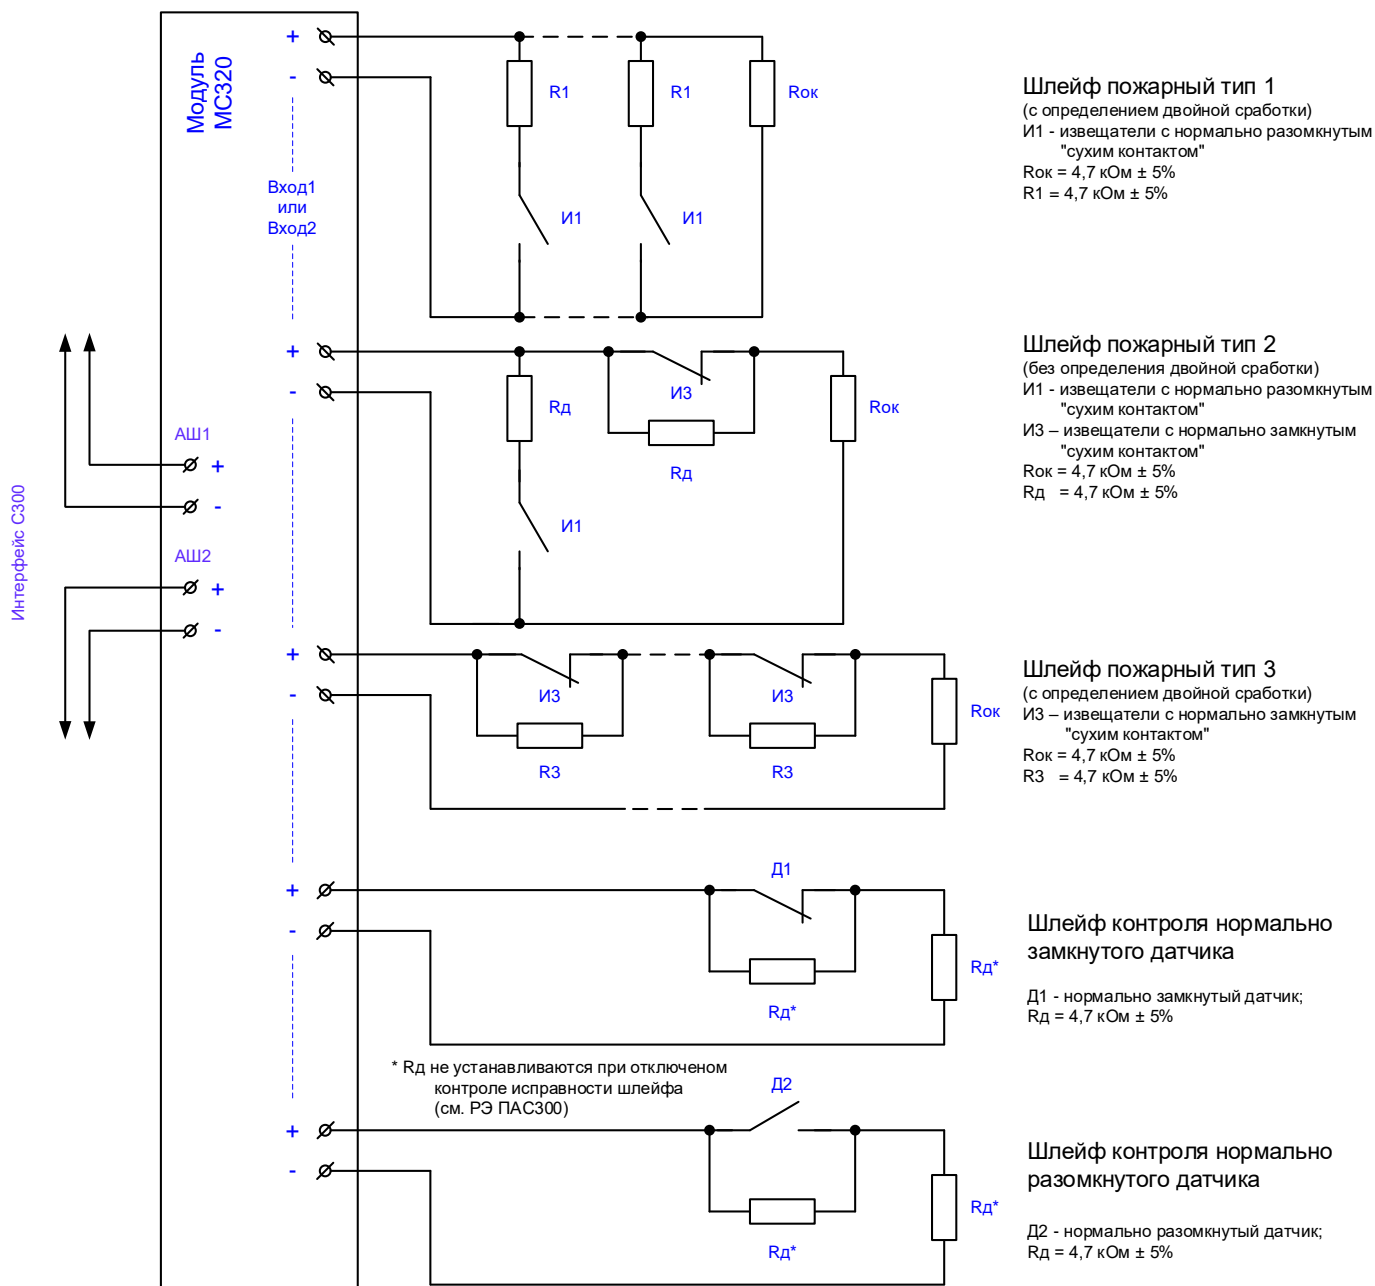 Модуль
МС320
+
-
Вход1
или
Вход2
R1
R1
Rок
И1
И1
Шлейф пожарный тип 1
(с определением двойной сработки)
И1 - извещатели с нормально разомкнутым
"сухим контактом"
Rок = 4,7 кОм ± 5%
R1 = 4,7 кОм ± 5%
+
-
Rд
И3
Rд
Rок
И1
Шлейф пожарный тип 2
(без определения двойной сработки)
И1 - извещатели с нормально разомкнутым
"сухим контактом"
И3 – извещатели с нормально замкнутым
"сухим контактом"
Rок = 4,7 кОм ± 5%
Rд = 4,7 кОм ± 5%
Интерфейс С300
АШ1
+
-
АШ2
+
-
+
-
И3
R3
И3
R3
Rок
Шлейф пожарный тип 3
(с определением двойной сработки)
И3 – извещатели с нормально замкнутым
"сухим контактом"
Rок = 4,7 кОм ± 5%
R3 = 4,7 кОм ± 5%
+
-
Д1
Rд*
Rд*
Шлейф контроля нормально
замкнутого датчика
Д1 - нормально замкнутый датчик;
Rд = 4,7 кОм ± 5%
* Rд не устанавливаются при отключеном
контроле исправности шлейфа
(см. РЭ ПАС300)
+
-
Д2
Rд*
Rд*
Шлейф контроля нормально
разомкнутого датчика
Д2 - нормально разомкнутый датчик;
Rд = 4,7 кОм ± 5%